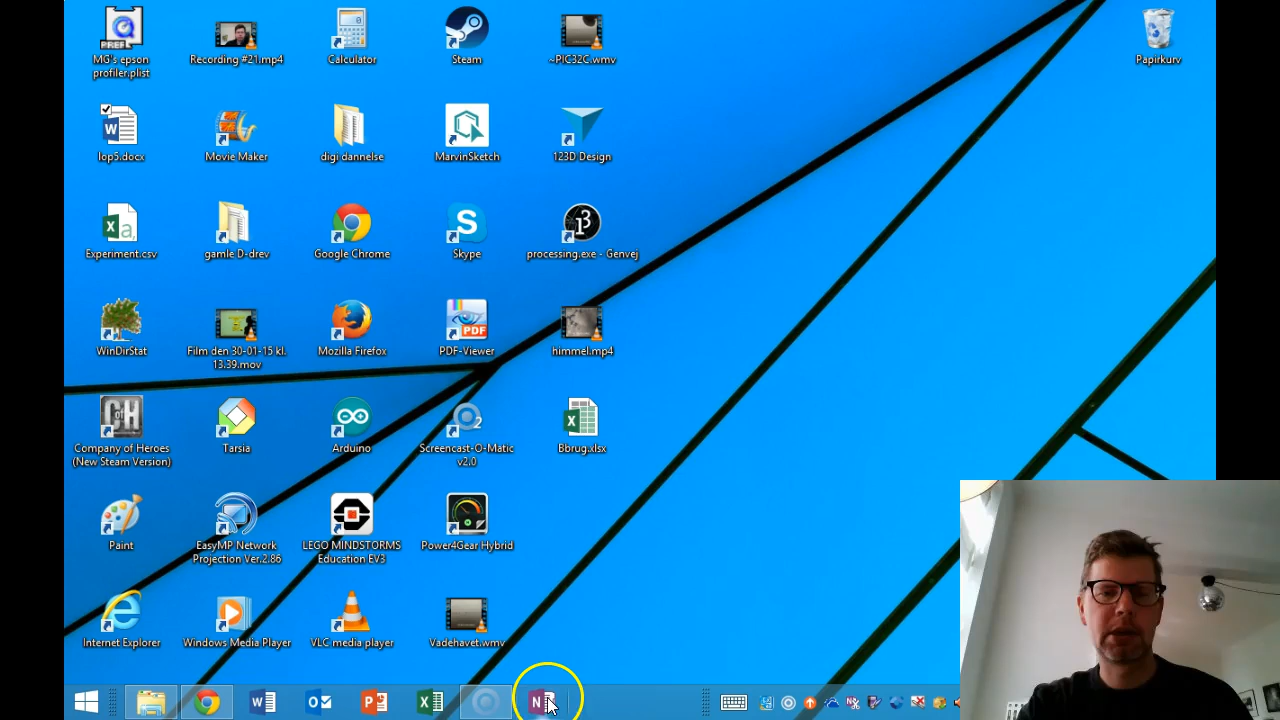 MG's epson
profiler.plist
Recording #21.mp4
Calculator
Steam
~PIC32C.wmv
Papirkurv
lop5.docx
Movie Maker
digi dannelse
MarvinSketch
123D Design
Experiment.csv
gamle D-drev
Google Chrome
Skype
processing.exe - Genvej
WinDirStat
Film den 30-01-15 kl.
13.39.mov
Mozilla Firefox
PDF-Viewer
himmel.mp4
Company of Heroes
(New Steam Version)
Tarsia
Arduino
Screencast-O-Matic
v2.0
Bbrug.xlsx
Paint
EasyMP Network
Projection Ver.2.86
LEGO MINDSTORMS
Education EV3
Power4Gear Hybrid
Internet Explorer
Windows Media Player
VLC media player
Vadehavet.wmv